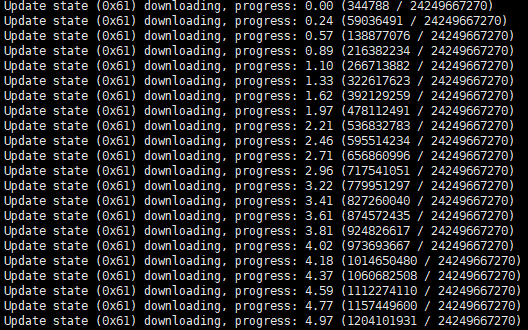 Update state (0x61) downloading, progress: 0.00 (344788 / 24249667270)
Update state (0x61) downloading, progress: 0.24 (59036491 / 24249667270)
Update state (0x61) downloading, progress: 0.57 (138877076 / 24249667270)
Update state (0x61) downloading, progress: 0.89 (216382234 / 24249667270)
Update state (0x61) downloading, progress: 1.10 (266713882 / 24249667270)
Update state (0x61) downloading, progress: 1.33 (322617623 / 24249667270)
Update state (0x61) downloading, progress: 1.62 (392129259 / 24249667270)
Update state (0x61) downloading, progress: 1.97 (478112491 / 24249667270)
Update state (0x61) downloading, progress: 2.21 (536832783 / 24249667270)
Update state (0x61) downloading, progress: 2.46 (595514234 / 24249667270)
Update state (0x61) downloading, progress: 2.71 (656860996 / 24249667270)
Update state (0x61) downloading, progress: 2.96 (717541051 / 24249667270)
Update state (0x61) downloading, progress: 3.22 (779951297 / 24249667270)
Update state (0x61) downloading, progress: 3.41 (827260040 / 24249667270)
Update state (0x61) downloading, progress: 3.61 (874572435 / 24249667270)
Update state (0x61) downloading, progress: 3.81 (924826617 / 24249667270)
Update state (0x61) downloading, progress: 4.02 (973693667 / 24249667270)
Update state (0x61) downloading, progress: 4.18 (1014650480 / 24249667270)
Update state (0x61) downloading, progress: 4.37 (1060682508 / 24249667270)
Update state (0x61) downloading, progress: 4.59 (1112274110 / 24249667270)
Update state (0x61) downloading, progress: 4.77 (1157449600 / 24249667270)
Update state (0x61) downloading, progress: 4.97 (1204101931 / 24249667270)